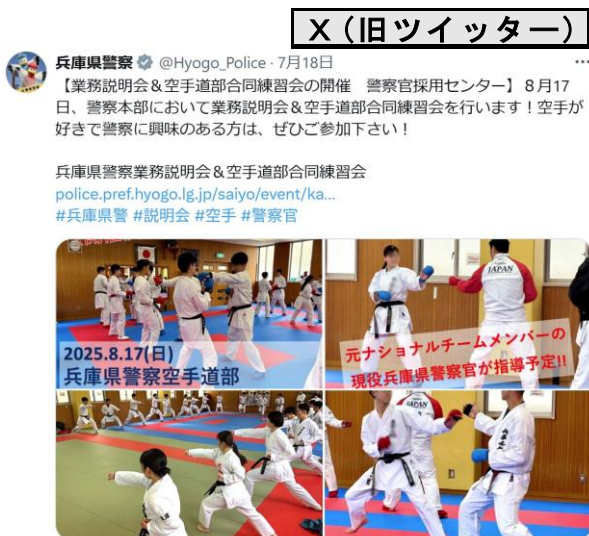 X(旧ツイッター)
兵庫県警察 @Hyogo_Police · 7月18日
【業務説明会＆空手道部合同練習会の開催　警察官採用センター】８月17
日、警察本部において業務説明会＆空手道部合同練習会を行います！空手が
好きで警察に興味のある方は、ぜひご参加下さい！
兵庫県警察業務説明会＆空手道部合同練習会
police.pref.hyogo.lg.jp/saiyo/event/ka...
#兵庫県警 #説明会 #空手 #警察官
JAPAN
2025.8.17(日)
兵庫県警察空手道部
元ナショナルチームメンバーの
現役兵庫県警察官が指導予定!!
JAPAN